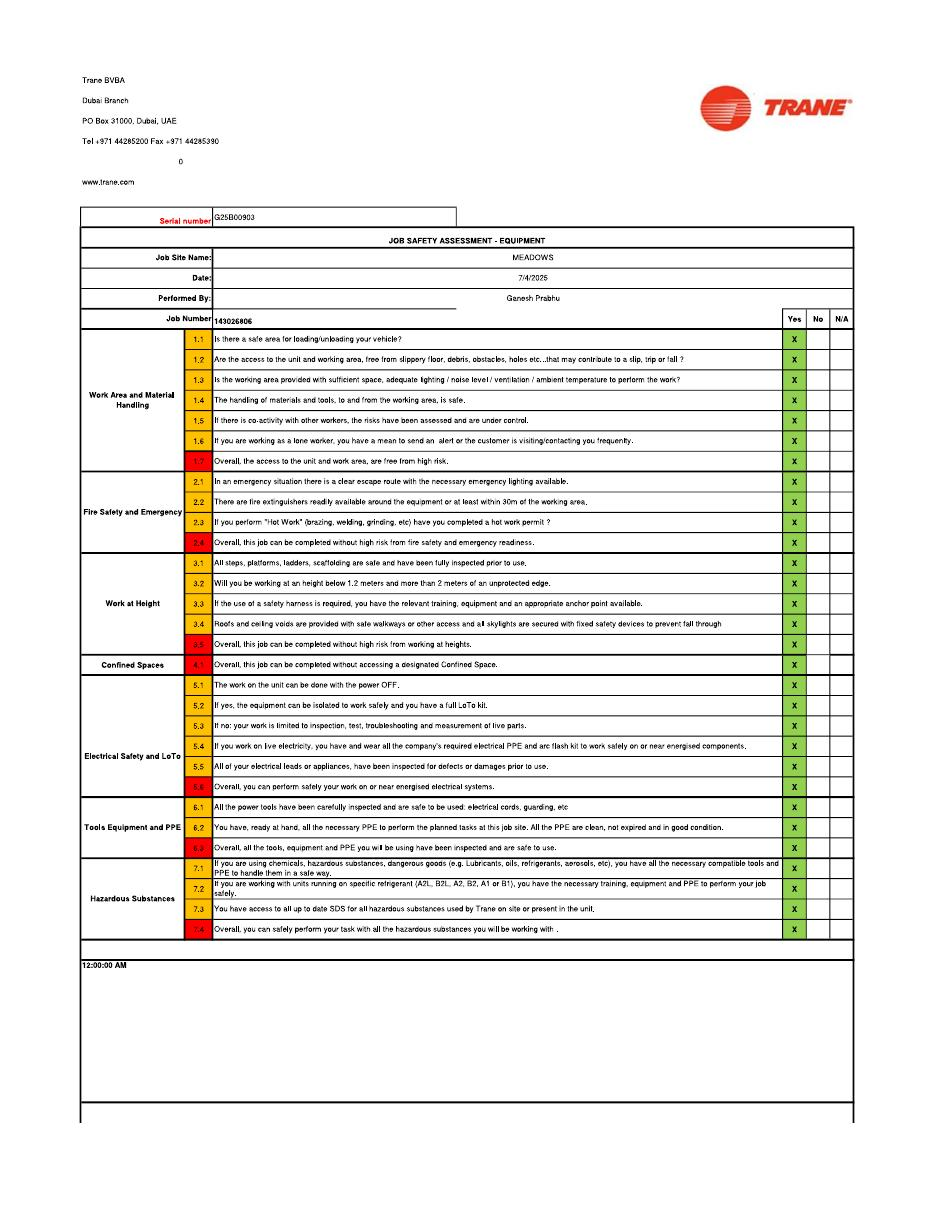 Trane BVBA
Dubai Branch
PO Box 31000, Dubai, UAE
Tel +971 44285200 Fax +971 44285390
0
www.trane.com
TRANE
Serial number G25B00903
JOB SAFETY ASSESSMENT - EQUIPMENT
Job Site Name: MEADOWS
Date: 7/4/2025
Performed By: Ganesh Prabhu
Job Number 143026806 Yes No N/A
Work Area and Material Handling
1.1 Is there a safe area for loading/unloading your vehicle? X
1.2 Are the access to the unit and working area, free from slippery floor, debris, obstacles, holes etc...that may contribute to a slip, trip or fall ? X
1.3 Is the working area provided with sufficient space, adequate lighting / noise level / ventilation / ambient temperature to perform the work? X
1.4 The handling of materials and tools, to and from the working area, is safe. X
1.5 If there is co-activity with other workers, the risks have been assessed and are under control. X
1.6 If you are working as a lone worker, you have a mean to send an alert or the customer is visiting/contacting you frequently. X
1.7 Overall, the access to the unit and work area, are free from high risk. X
Fire Safety and Emergency
2.1 In an emergency situation there is a clear escape route with the necessary emergency lighting available. X
2.2 There are fire extinguishers readily available around the equipment or at least within 30m of the working area. X
2.3 If you perform "Hot Work" (brazing, welding, grinding, etc) have you completed a hot work permit ? X
2.4 Overall, this job can be completed without high risk from fire safety and emergency readiness. X
Work at Height
3.1 All steps, platforms, ladders, scaffolding are safe and have been fully inspected prior to use. X
3.2 Will you be working at an height below 1.2 meters and more than 2 meters of an unprotected edge. X
3.3 If the use of a safety harness is required, you have the relevant training, equipment and an appropriate anchor point available. X
3.4 Roofs and ceiling voids are provided with safe walkways or other access and all skylights are secured with fixed safety devices to prevent fall through X
3.5 Overall, this job can be completed without high risk from working at heights. X
Confined Spaces
4.1 Overall, this job can be completed without accessing a designated Confined Space. X
Electrical Safety and LoTo
5.1 The work on the unit can be done with the power OFF. X
5.2 If yes, the equipment can be isolated to work safely and you have a full LoTo kit. X
5.3 If no: your work is limited to inspection, test, troubleshooting and measurement of live parts. X
5.4 If you work on live electricity, you have and wear all the company's required electrical PPE and arc flash kit to work safely on or near energised components. X
5.5 All of your electrical leads or appliances, have been inspected for defects or damages prior to use. X
5.6 Overall, you can perform safely your work on or near energised electrical systems. X
Tools Equipment and PPE
6.1 All the power tools have been carefully inspected and are safe to be used: electrical cords, guarding, etc X
6.2 You have, ready at hand, all the necessary PPE to perform the planned tasks at this job site. All the PPE are clean, not expired and in good condition. X
6.3 Overall, all the tools, equipment and PPE you will be using have been inspected and are safe to use. X
Hazardous Substances
7.1 If you are using chemicals, hazardous substances, dangerous goods (e.g. Lubricants, oils, refrigerants, aerosols, etc), you have all the necessary compatible tools and
PPE to handle them in a safe way. X
7.2 If you are working with units running on specific refrigerant (A2L, B2L, A2, B2, A1 or B1), you have the necessary training, equipment and PPE to perform your job
safely. X
7.3 You have access to all up to date SDS for all hazardous substances used by Trane on site or present in the unit. X
7.4 Overall, you can safely perform your task with all the hazardous substances you will be working with . X
12:00:00 AM